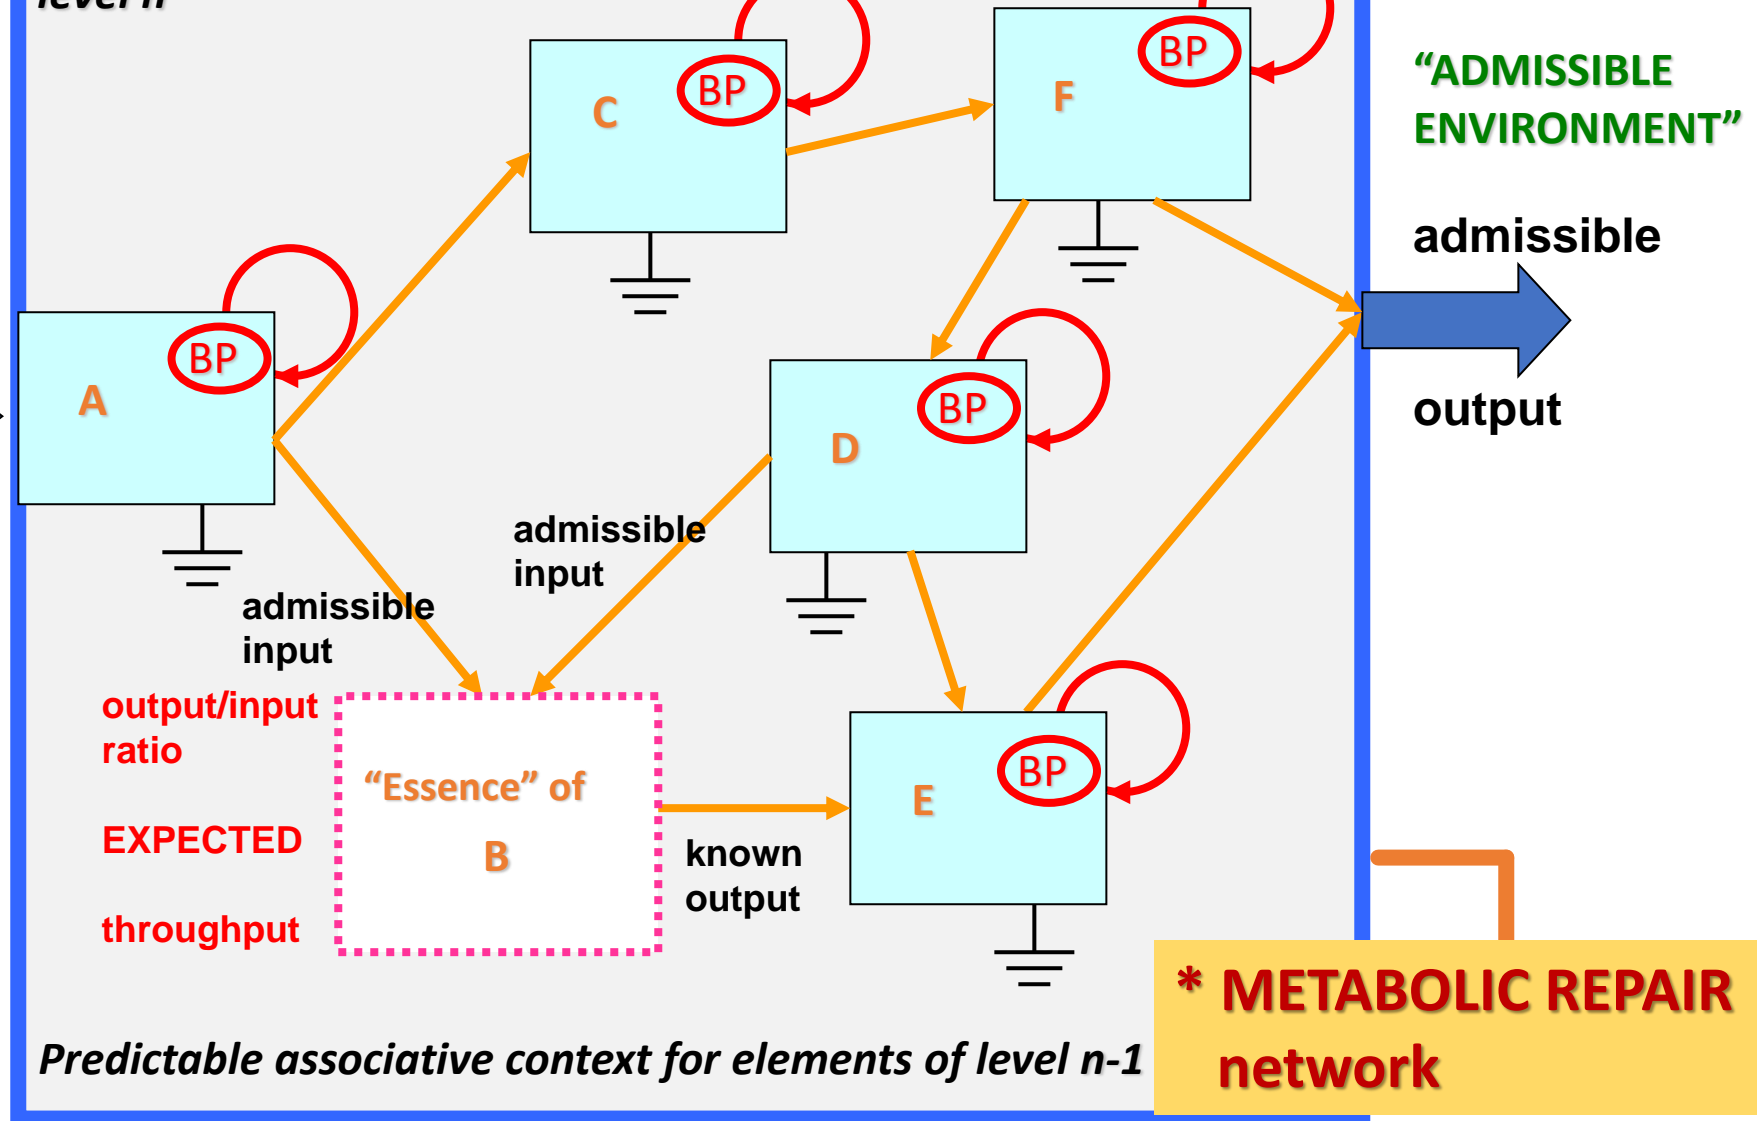 level n
BP
C
BP
F
“ADMISSIBLE
ENVIRONMENT”
admissible
output
BP
A
BP
D
admissible
input
admissible
input
output/input
ratio
EXPECTED
throughput
“Essence” of
B
known
output
BP
E
* METABOLIC REPAIR
network
Predictable associative context for elements of level n-1